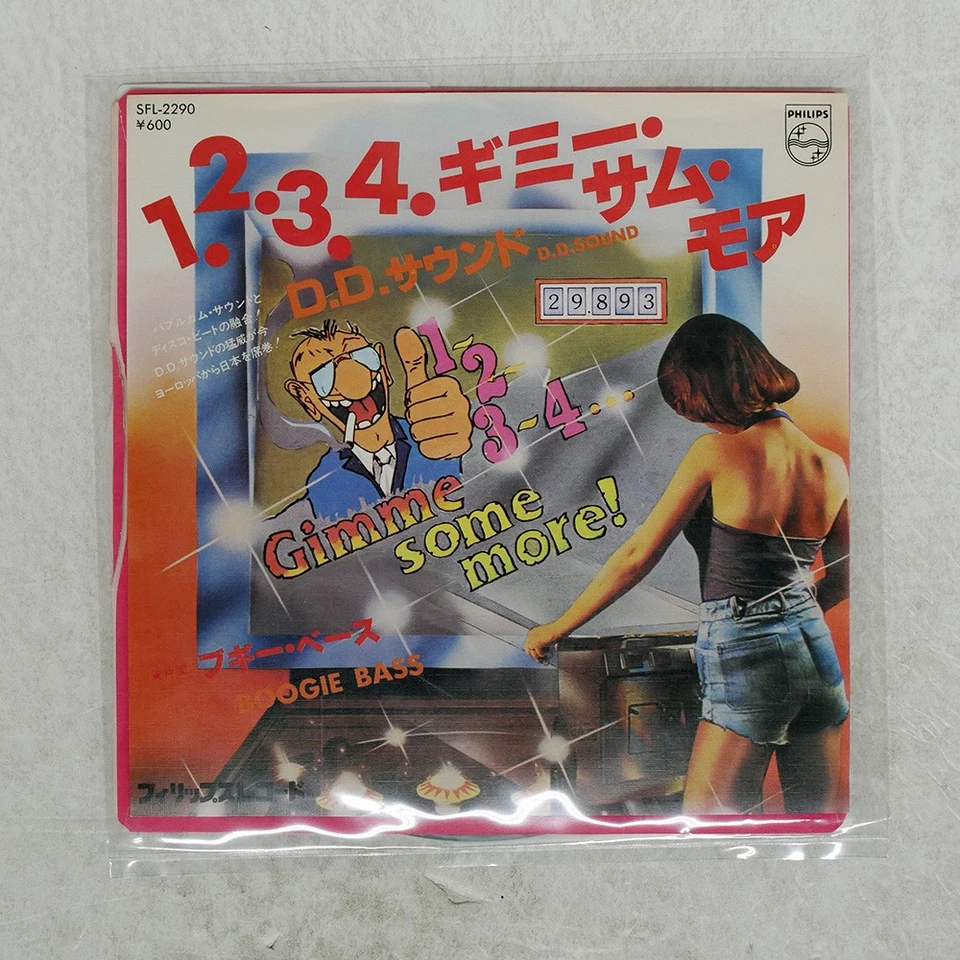 SFL-2290
¥600
PHILIPS
1.2.3.4.ギミー・
サム・
モア
D.D.サウンド D.D.SOUND
29.893
バブルガム・サウンドと
ディスコ・ビートの融合!
D.D.サウンドの猛威が今
ヨーロッパから日本を席巻!
1-2-
3-4...
Gimme
some
more!
ブギー・ベース
BOOGIE BASS
フィリップス・レコード